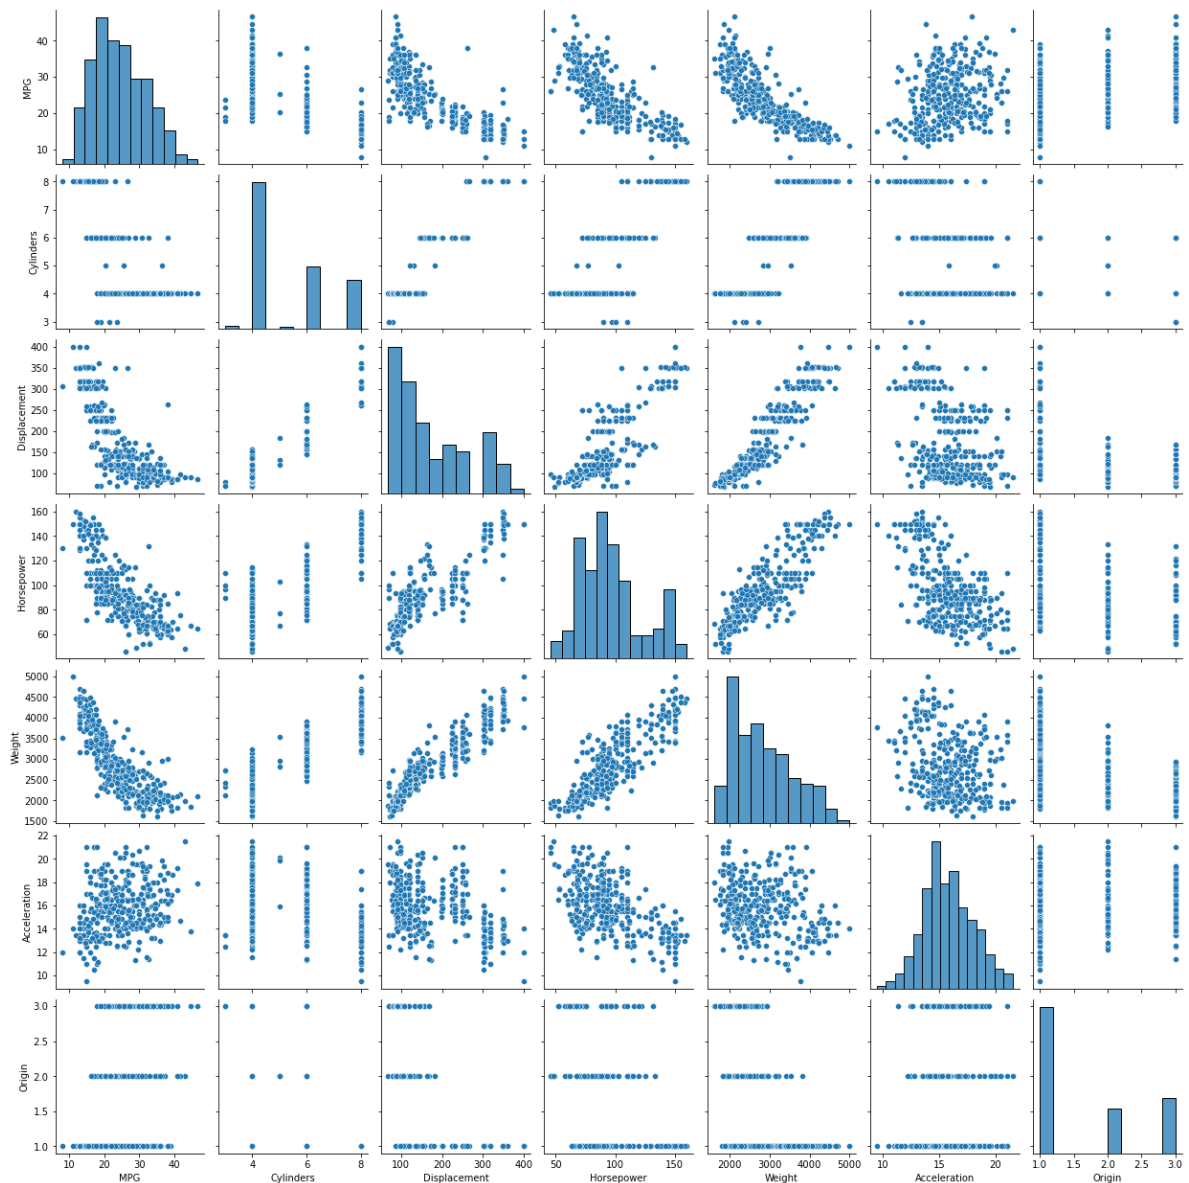 40
30
20
10
MPG
8
7
6
5
4
3
Cylinders
400
350
300
250
200
150
100
Displacement
160
140
120
100
80
60
Horsepower
5000
4500
4000
3500
3000
2500
2000
1500
Weight
22
20
18
16
14
12
10
Acceleration
3.0
2.5
2.0
1.5
1.0
Origin
10 20 30 40
4 6 8
100 200 300 400
50 100 150
2000 3000 4000 5000
10 15 20
1.0 1.5 2.0 2.5 3.0
MPG Cylinders Displacement Horsepower Weight Acceleration Origin